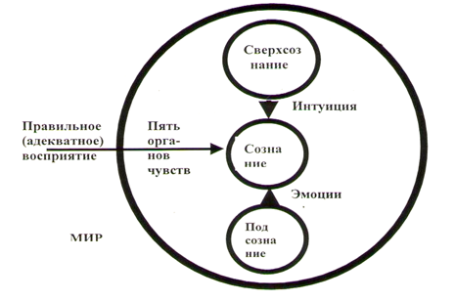 Сверхсоз
нание
Интуиция
Правильное
(адекватное)
восприятие
Пять
орга-
нов
чувств
Созна
ние
Эмоции
Под
созна
ние
МИР